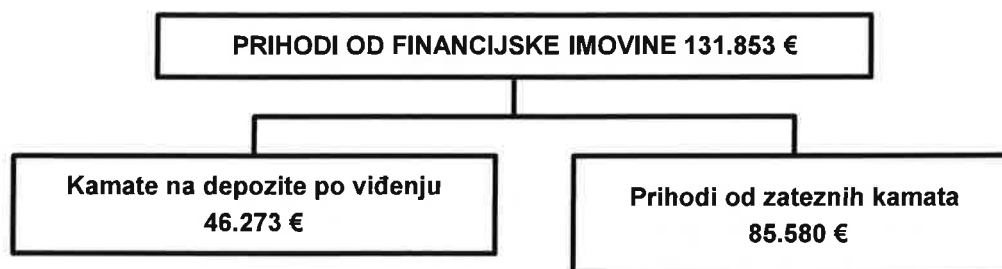 PRIHODI OD FINANCIJSKE IMOVINE 131.853 €
Kamate na depozite po viđenju
46.273 €
Prihodi od zateznih kamata
85.580 €